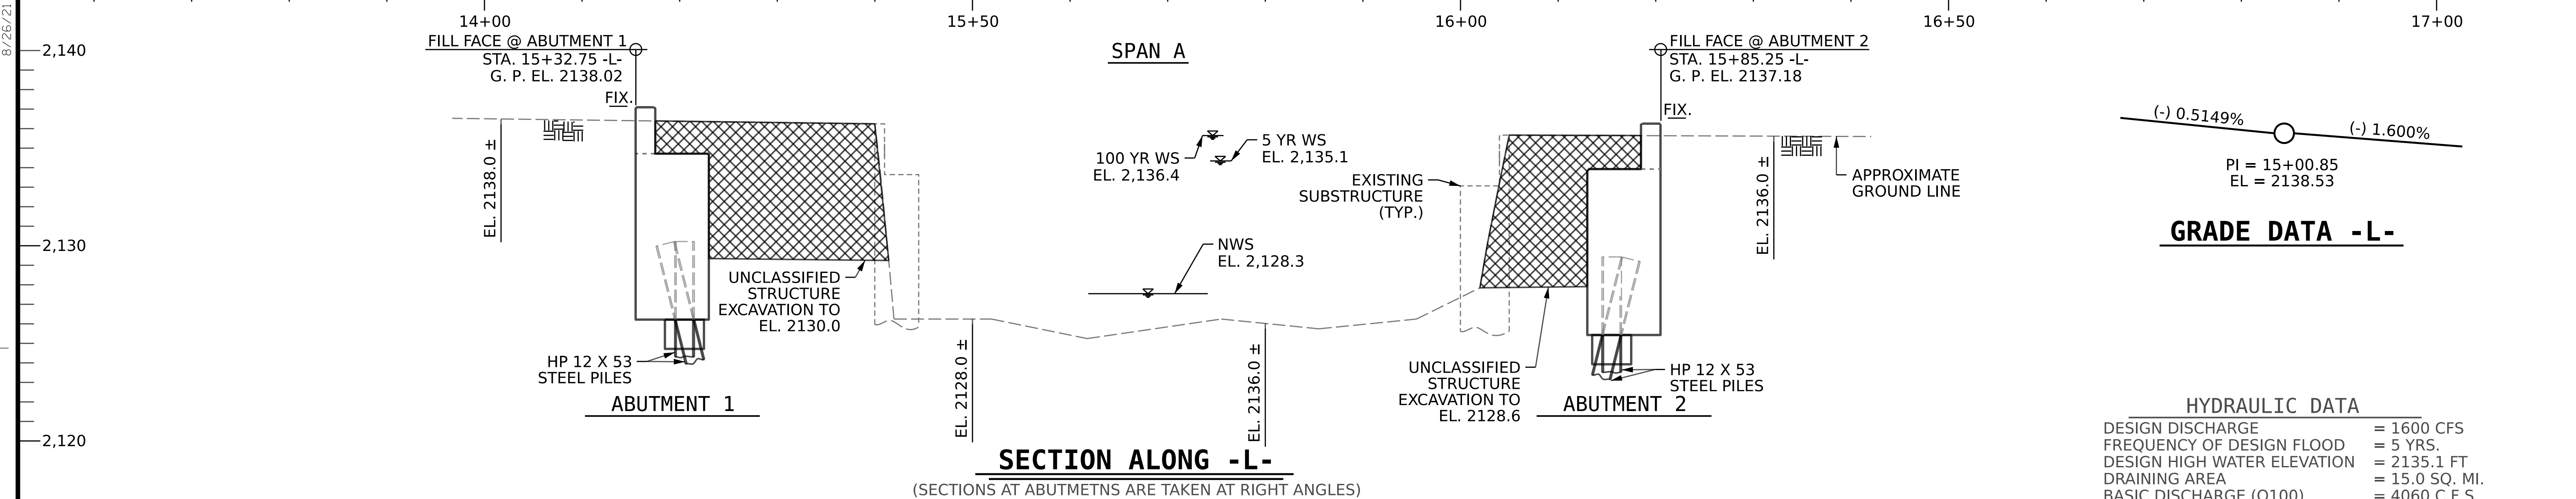 8/26/21
14+00
15+50
16+00
16+50
17+00
2,140
2,130
2,120
FILL FACE @ ABUTMENT 1
STA. 15+32.75 -L-
G. P. EL. 2138.02
FIX.
SPAN A
FILL FACE @ ABUTMENT 2
STA. 15+85.25 -L-
G. P. EL. 2137.18
FIX.
EL. 2138.0 ±
100 YR WS
EL. 2,136.4
5 YR WS
EL. 2,135.1
EXISTING
SUBSTRUCTURE
(TYP.)
NWS
EL. 2,128.3
EL. 2136.0 ±
APPROXIMATE
GROUND LINE
UNCLASSIFIED
STRUCTURE
EXCAVATION TO
EL. 2130.0
HP 12 X 53
STEEL PILES
ABUTMENT 1
EL. 2128.0 ±
EL. 2136.0 ±
UNCLASSIFIED
STRUCTURE
EXCAVATION TO
EL. 2128.6
HP 12 X 53
STEEL PILES
ABUTMENT 2
SECTION ALONG -L-
(SECTIONS AT ABUTMETNS ARE TAKEN AT RIGHT ANGLES)
(-) 0.5149%
(-) 1.600%
PI = 15+00.85
EL = 2138.53
GRADE DATA -L-
HYDRAULIC DATA
DESIGN DISCHARGE = 1600 CFS
FREQUENCY OF DESIGN FLOOD = 5 YRS.
DESIGN HIGH WATER ELEVATION = 2135.1 FT
DRAINING AREA = 15.0 SQ. MI.
BASIC DISCHARGE (Q100) = 4060 C.F.S.